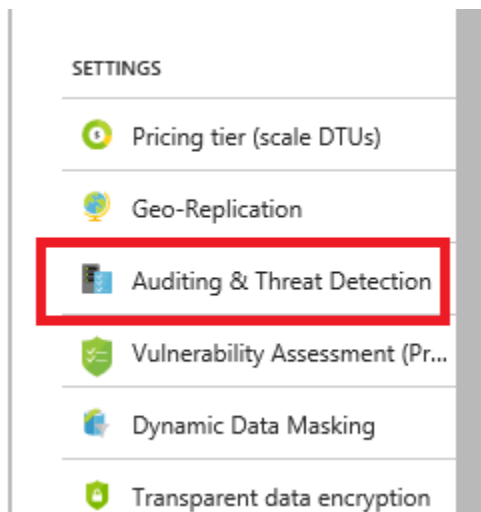 SETTINGS
Pricing tier (scale DTUs)
Geo-Replication
Auditing & Threat Detection
Vulnerability Assessment (Pr...
Dynamic Data Masking
Transparent data encryption